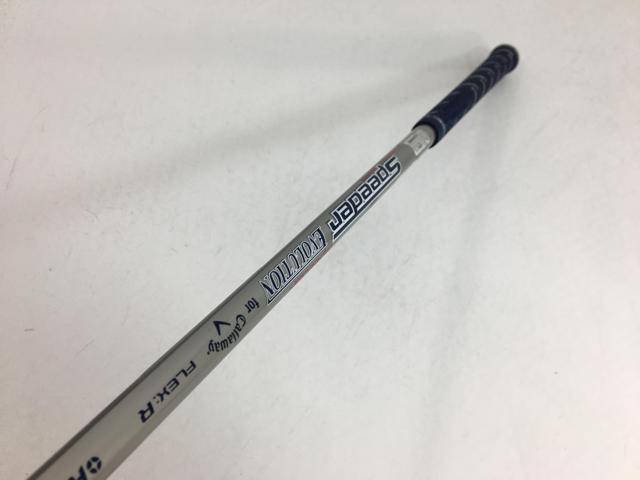 Speeder
EVOLUTION
for Callaway
FLEX:R